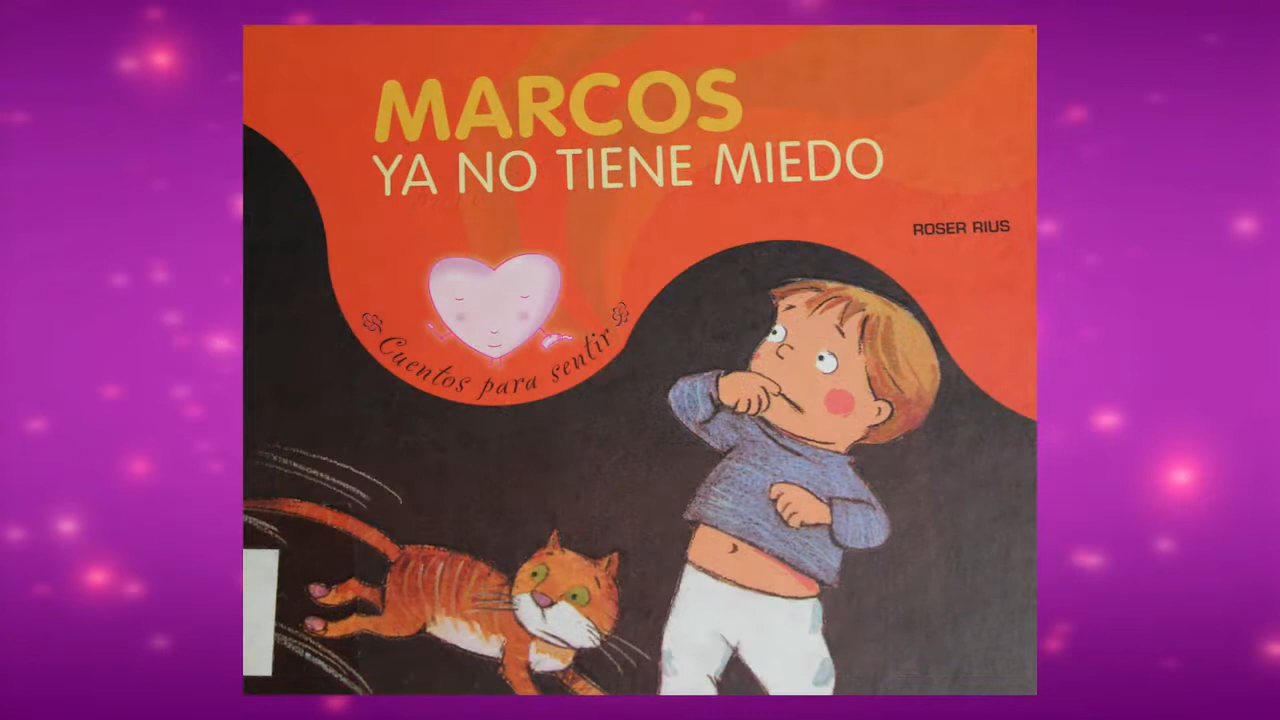 MARCOS
YA NO TIENE MIEDO
ROSER RIUS
Cuentos para sentir